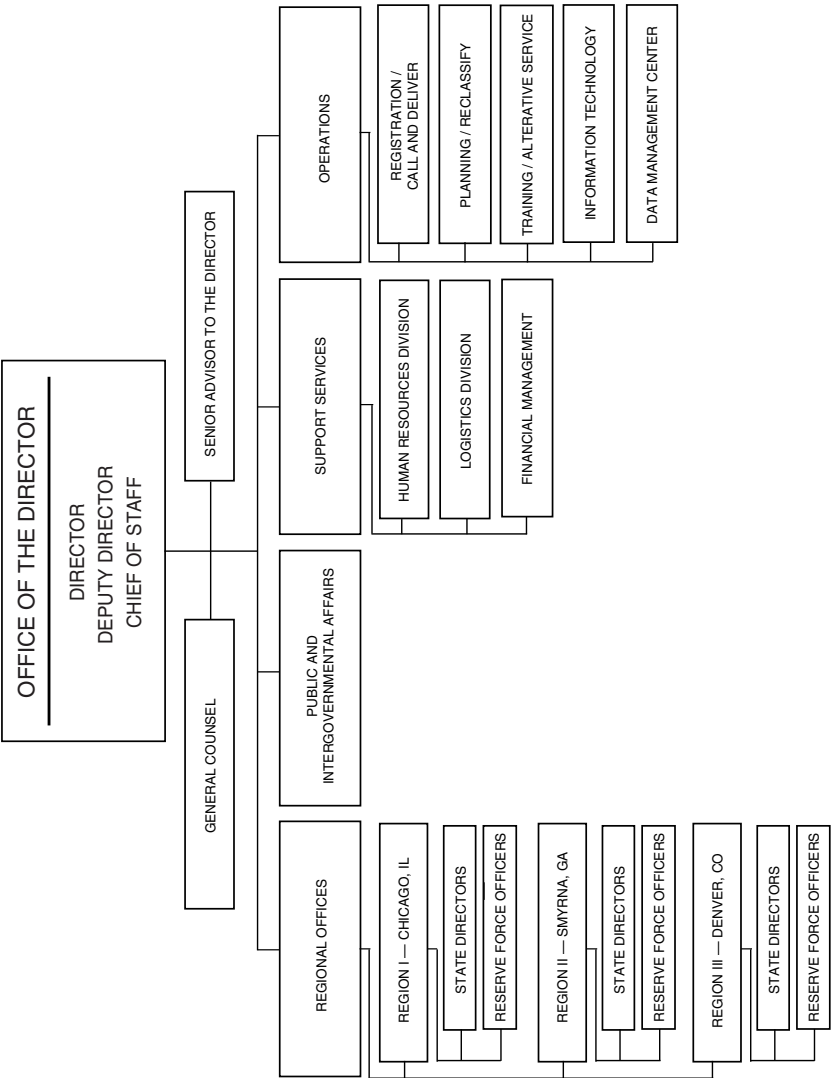 OFFICE OF THE DIRECTOR
DIRECTOR
DEPUTY DIRECTOR
CHIEF OF STAFF
GENERAL COUNSEL
SENIOR ADVISOR TO THE DIRECTOR
REGIONAL OFFICES
REGION I — CHICAGO, IL
STATE DIRECTORS
RESERVE FORCE OFFICERS
REGION II — SMYRNA, GA
STATE DIRECTORS
RESERVE FORCE OFFICERS
REGION III — DENVER, CO
STATE DIRECTORS
RESERVE FORCE OFFICERS
PUBLIC AND
INTERGOVERNMENTAL AFFAIRS
SUPPORT SERVICES
HUMAN RESOURCES DIVISION
LOGISTICS DIVISION
FINANCIAL MANAGEMENT
OPERATIONS
REGISTRATION /
CALL AND DELIVER
PLANNING / RECLASSIFY
TRAINING / ALTERATIVE SERVICE
INFORMATION TECHNOLOGY
DATA MANAGEMENT CENTER